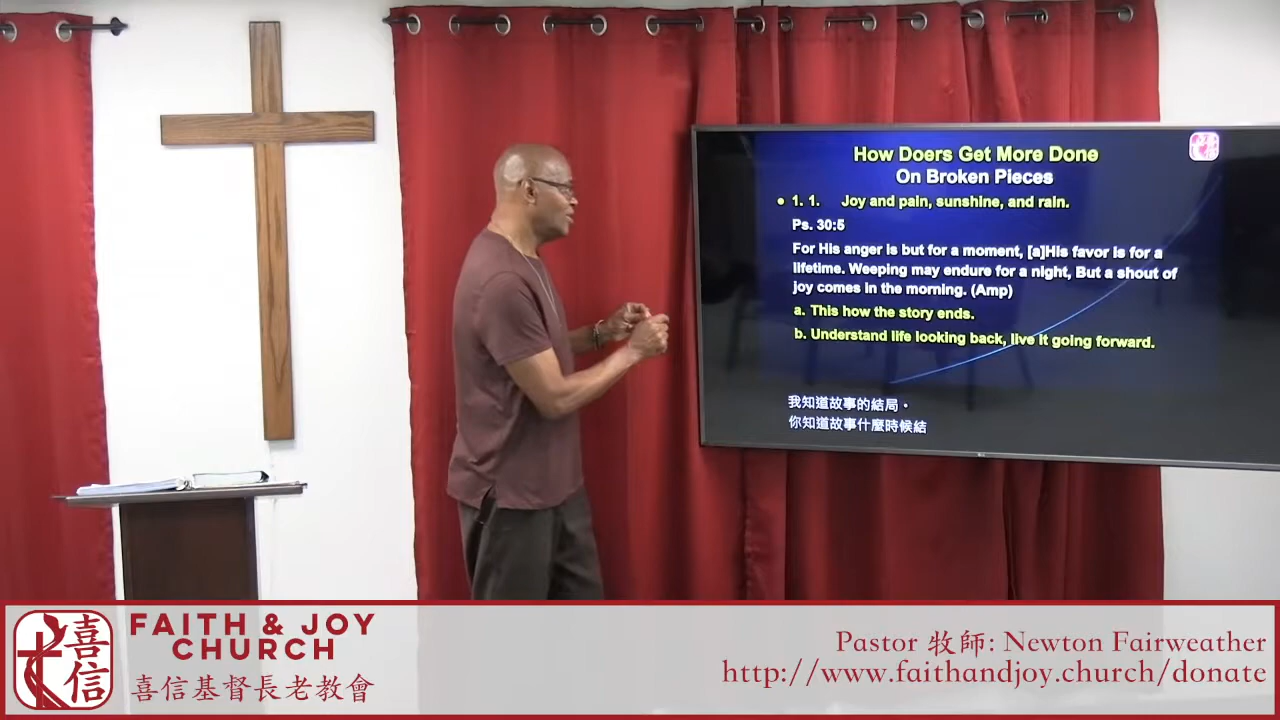 How Doers Get More Done
On Broken Pieces
• 1. 1. Joy and pain, sunshine, and rain.
Ps. 30:5
For His anger is but for a moment, [a]His favor is for a
lifetime. Weeping may endure for a night, But a shout of
joy comes in the morning. (Amp)
a. This how the story ends.
b. Understand life looking back, live it going forward.
我知道故事的結局。
你知道故事什麼時候結
喜信
FAITH & JOY
CHURCH
喜信基督長老教會
Pastor 牧師: Newton Fairweather
http://www.faithandjoy.church/donate